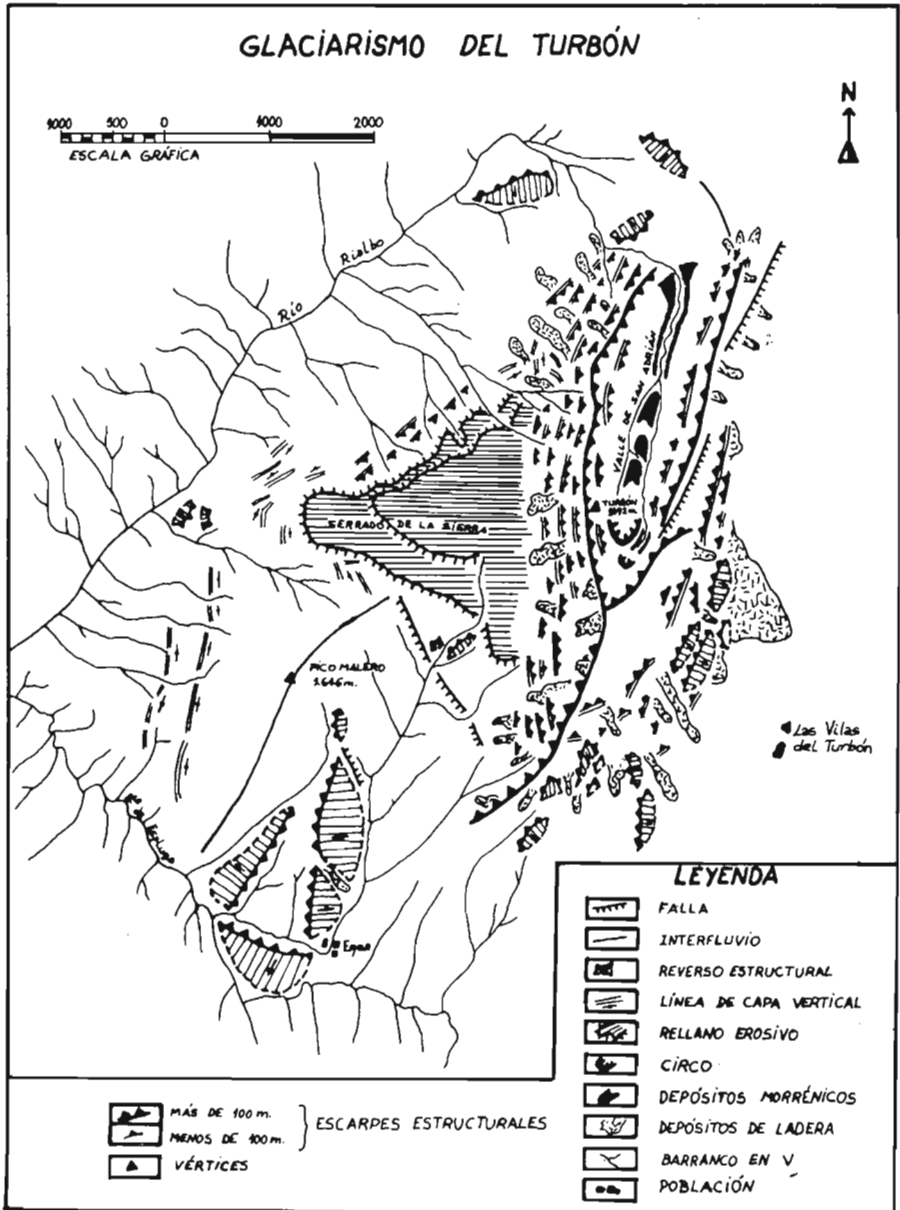 GLACIARISMO DEL TURBÓN
N
1000 500 0 1000 2000
ESCALA GRÁFICA
Rialbo
Río
VALLE DE SAN ADRIÁN
TURBÓN
2492 m.
SERRADOS DE LA SIERRA
PICO MALERO
1.646 m.
Las Vilas
del Turbón
LEYENDA
FALLA
INTERFLUVIO
REVERSO ESTRUCTURAL
LÍNEA DE CAPA VERTICAL
RELLANO EROSIVO
CIRCO
DEPÓSITOS MORRÉNICOS
DEPÓSITOS DE LADERA
BARRANCO EN V
POBLACIÓN
MÁS DE 100 m.
MENOS DE 100 m.
ESCARPES ESTRUCTURALES
VÉRTICES